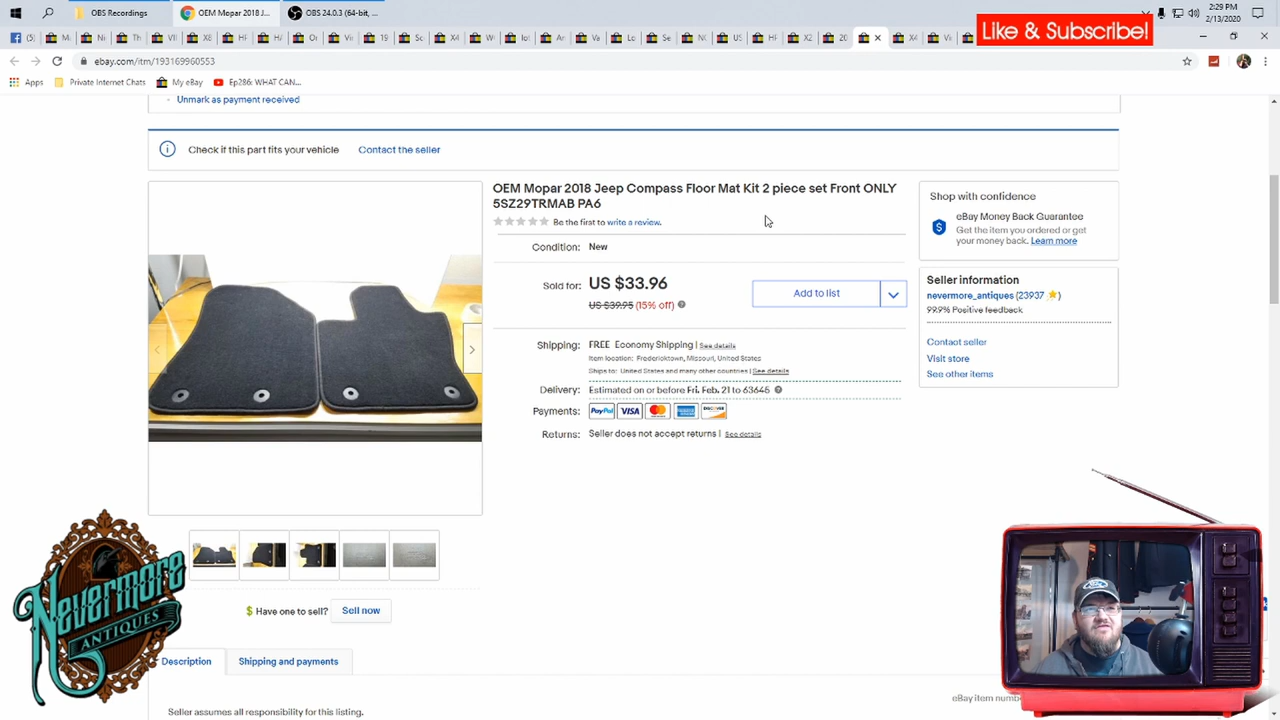 OBS Recordings
OEM Mopar 2018 J...
OBS 24.0.3 (64-bit, ...
2:29 PM
2/13/2020
Like & Subscribe!
ebay.com/itm/193169960553
Apps
Private Internet Chats
My eBay
Ep286: WHAT CAN...
Unmark as payment received
Check if this part fits your vehicle
Contact the seller
OEM Mopar 2018 Jeep Compass Floor Mat Kit 2 piece set Front ONLY
5SZ29TRMAB PA6
Be the first to write a review.
Condition: New
Sold for: US $33.96
US $39.95 (15% off)
Add to list
Shipping: FREE Economy Shipping | See details
Item location: Fredericktown, Missouri, United States
Ships to: United States and many other countries | See details
Delivery: Estimated on or before Fri. Feb. 21 to 63645
Payments: PayPal VISA
DISCOVER
Returns: Seller does not accept returns | See details
Shop with confidence
eBay Money Back Guarantee
Get the item you ordered or get
your money back. Learn more
Seller information
nevermore_antiques (23937)
99.9% Positive feedback
Contact seller
Visit store
See other items
$ Have one to sell? Sell now
Nevermore
ANTIQUES
Description
Shipping and payments
eBay item num
Seller assumes all responsibility for this listing.